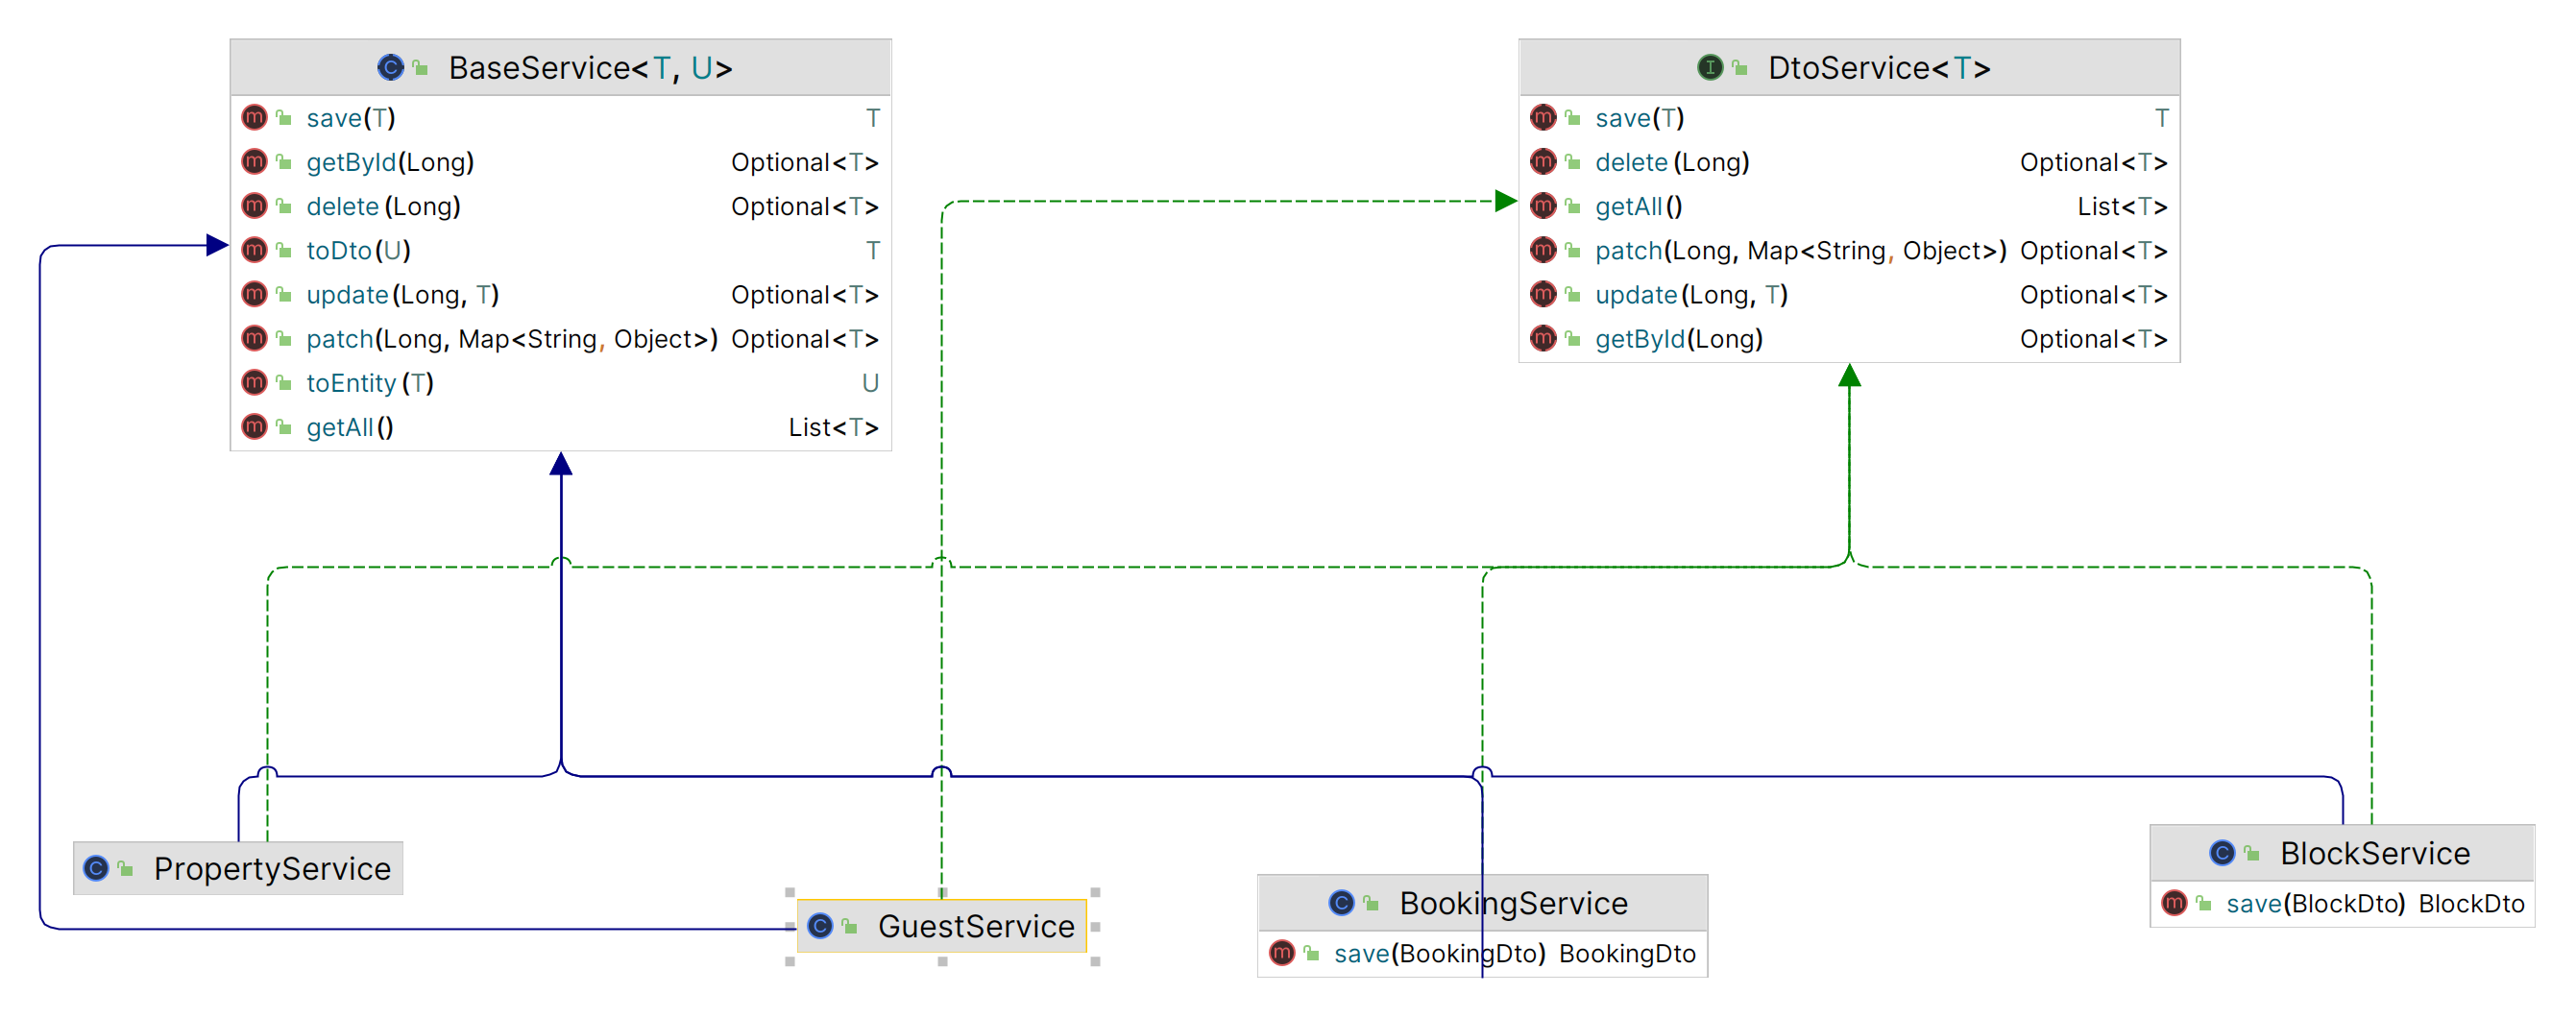 BaseService<T, U>
save(T) T
getById(Long) Optional<T>
delete(Long) Optional<T>
toDto(U) T
update(Long, T) Optional<T>
patch(Long, Map<String, Object>) Optional<T>
toEntity(T) U
getAll() List<T>
DtoService<T>
save(T) T
delete(Long) Optional<T>
getAll() List<T>
patch(Long, Map<String, Object>) Optional<T>
update(Long, T) Optional<T>
getById(Long) Optional<T>
PropertyService
GuestService
BookingService
save(BookingDto) BookingDto
BlockService
save(BlockDto) BlockDto